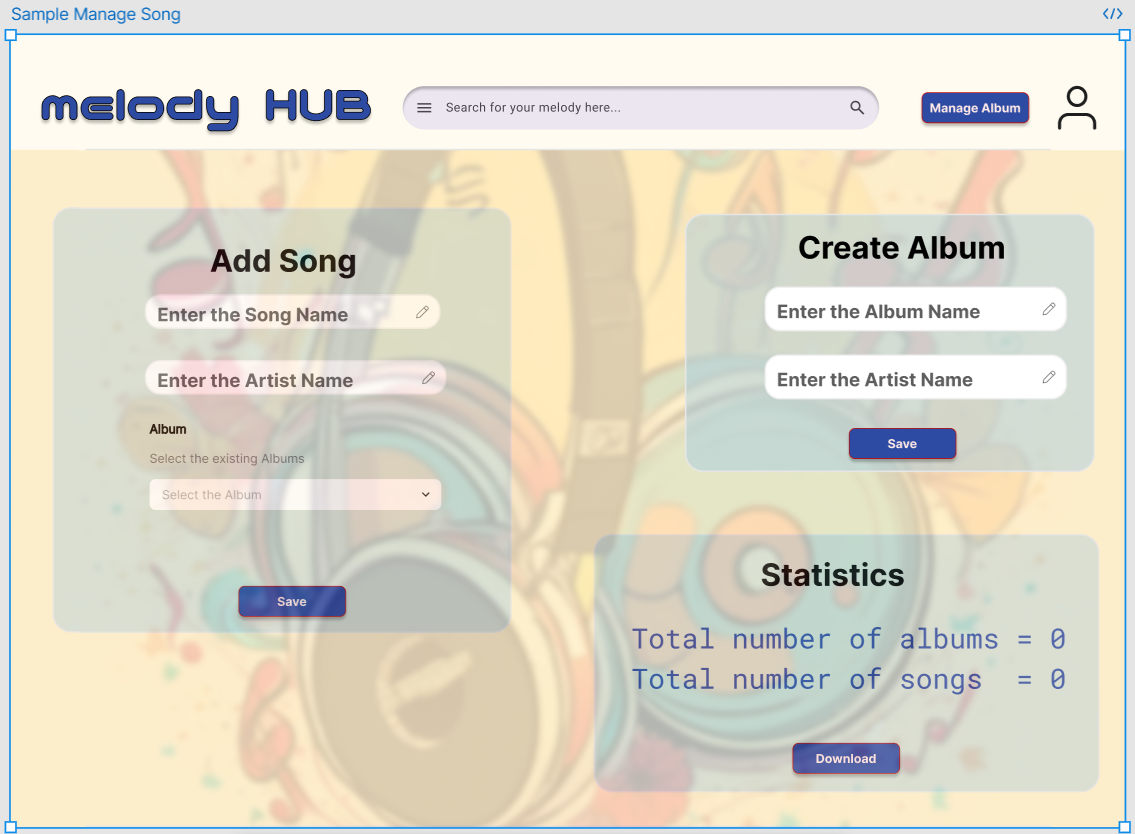 Sample Manage Song
melody HUB
Search for your melody here...
Manage Album
Add Song
Enter the Song Name
Enter the Artist Name
Album
Select the existing Albums
Select the Album
Save
Create Album
Enter the Album Name
Enter the Artist Name
Save
Statistics
Total number of albums = 0
Total number of songs = 0
Download